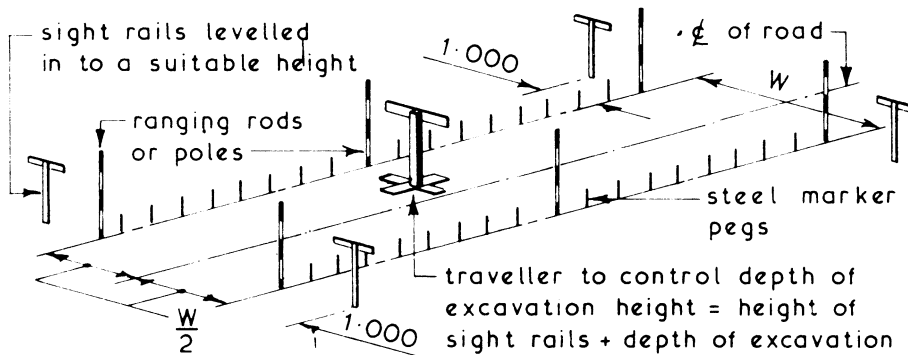 sight rails levelled
in to a suitable height
1·000
℄ of road
W
ranging rods
or poles
steel marker
pegs
traveller to control depth of
excavation height = height of
sight rails + depth of excavation
W
2
1·000